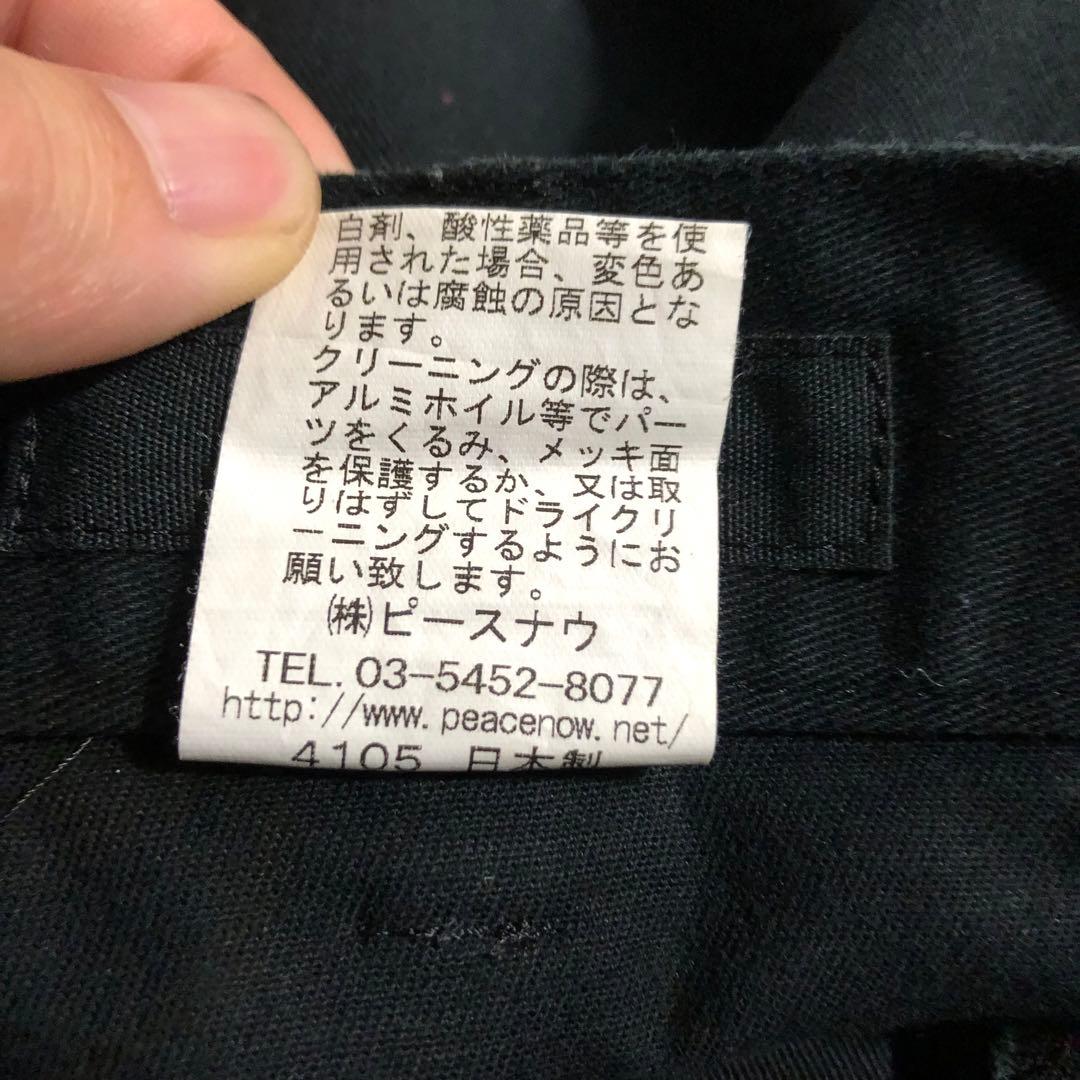 白剤、酸性薬品等を使
用された場合、変色あ
るいは腐蝕の原因とな
ります。
クリーニングの際は、
アルミホイル等でパー
ツをくるみ、メッキ面
を保護するか、又は取
りはずしてドライクリ
ーニングするようにお
願い致します。
㈱ピースナウ
TEL. 03-5452-8077
http://www.peacenow.net/
4105 日本製